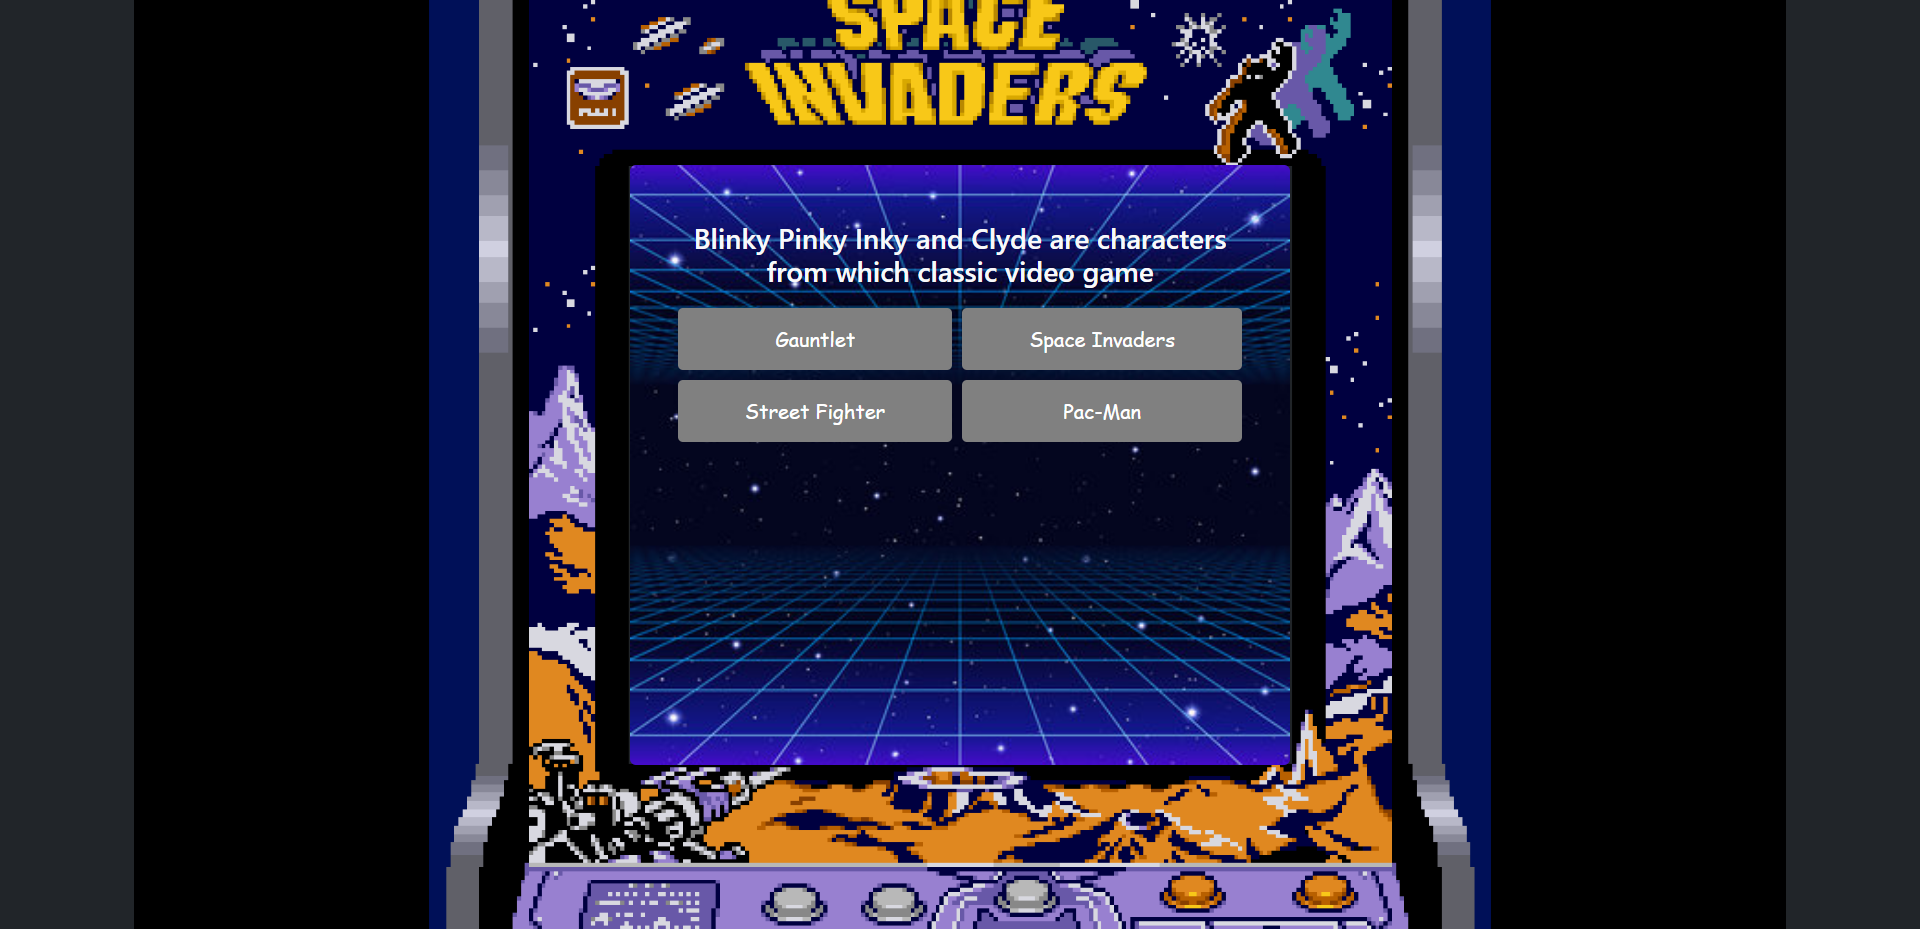 SPACE
INVADERS
Blinky Pinky Inky and Clyde are characters
from which classic video game
Gauntlet
Space Invaders
Street Fighter
Pac-Man